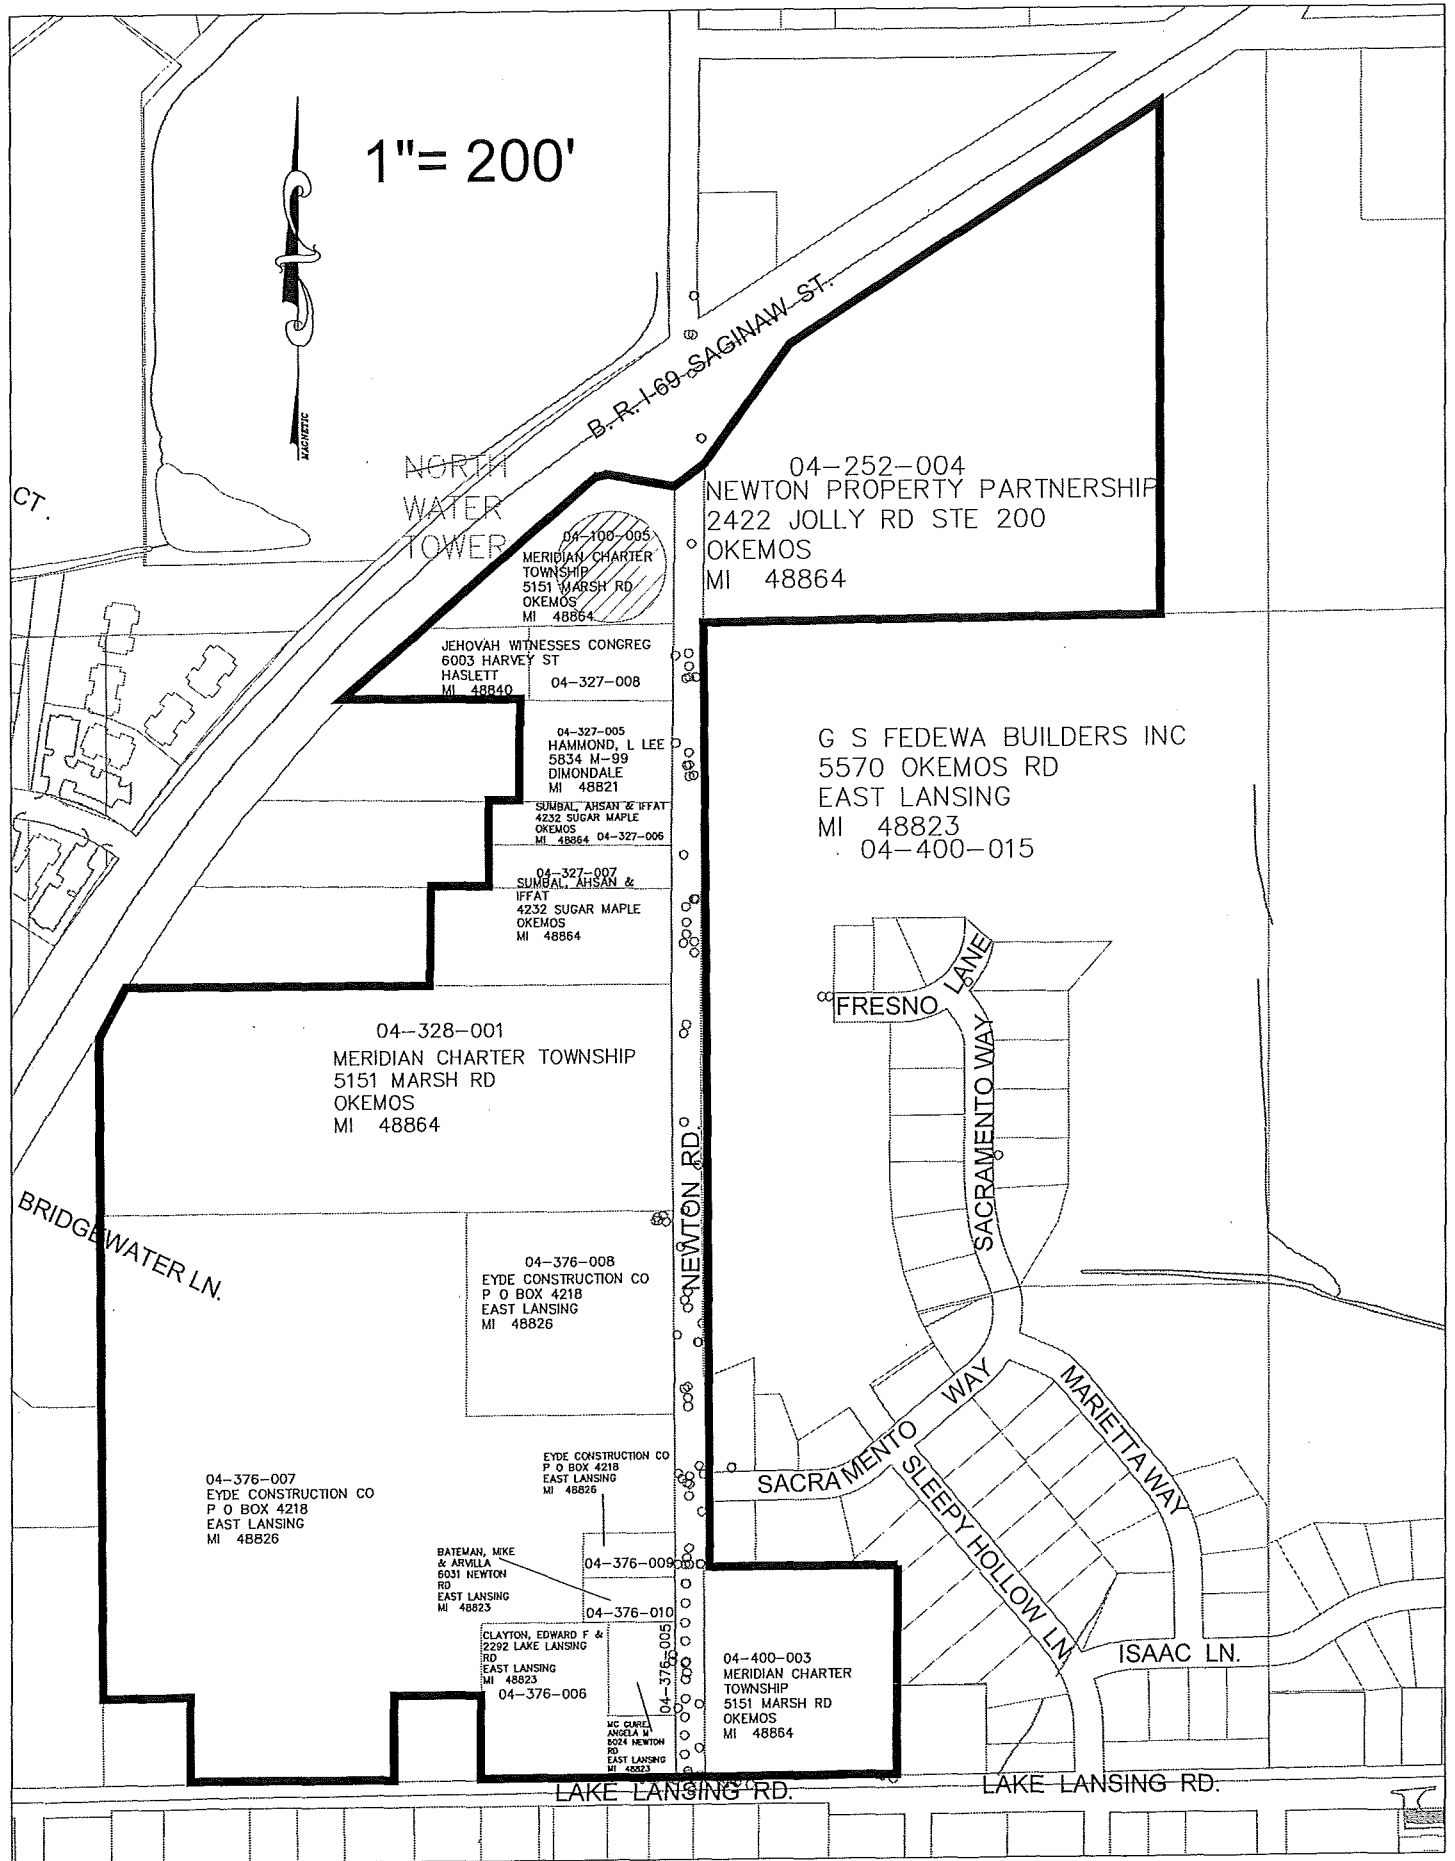 1"= 200'
MAGNETIC
B. R. I-69 SAGINAW ST.
NORTH
WATER
TOWER
CT.
04-252-004
NEWTON PROPERTY PARTNERSHIP
2422 JOLLY RD STE 200
OKEMOS
MI 48864
04-100-005
MERIDIAN CHARTER
TOWNSHIP
5151 MARSH RD
OKEMOS
MI 48864
JEHOVAH WITNESSES CONGREG
6003 HARVEY ST
HASLETT
MI 48840
04-327-008
04-327-005
HAMMOND, L LEE
5834 M-99
DIMONDALE
MI 48821
SUMBAL, AHSAN & IFFAT
4232 SUGAR MAPLE
OKEMOS
MI 48864 04-327-006
04-327-007
SUMBAL, AHSAN &
IFFAT
4232 SUGAR MAPLE
OKEMOS
MI 48864
G S FEDEWA BUILDERS INC
5570 OKEMOS RD
EAST LANSING
MI 48823
04-400-015
FRESNO LANE
SACRAMENTO WAY
04-328-001
MERIDIAN CHARTER TOWNSHIP
5151 MARSH RD
OKEMOS
MI 48864
NEWTON RD.
BRIDGEWATER LN.
04-376-008
EYDE CONSTRUCTION CO
P O BOX 4218
EAST LANSING
MI 48826
SACRAMENTO WAY
MARIETTA WAY
SLEEPY HOLLOW LN
ISAAC LN.
04-376-007
EYDE CONSTRUCTION CO
P O BOX 4218
EAST LANSING
MI 48826
EYDE CONSTRUCTION CO
P O BOX 4218
EAST LANSING
MI 48826
04-376-009
BATEMAN, MIKE
& ARVILLA
6031 NEWTON
RD
EAST LANSING
MI 48823
04-376-010
CLAYTON, EDWARD F &
2292 LAKE LANSING
RD
EAST LANSING
MI 48823
04-376-006
04-376-005
MC GUIRE,
ANGELA M
6024 NEWTON
RD
EAST LANSING
MI 48823
04-400-003
MERIDIAN CHARTER
TOWNSHIP
5151 MARSH RD
OKEMOS
MI 48864
LAKE LANSING RD.
LAKE LANSING RD.